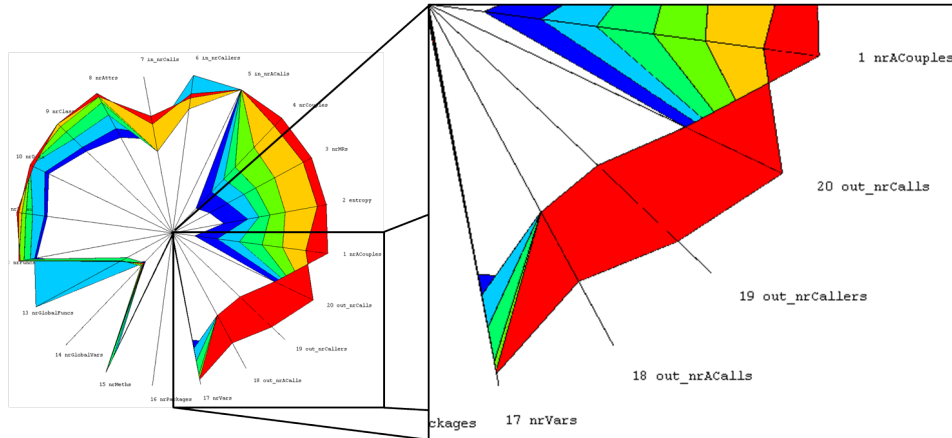 7 in_nrCalls
6 in_nrCallers
8 nrAttrs
5 in_nrACalls
9 nrClas
4 nrCouples
10 nr
3 nrMRs
2 entropy
1 nrACouples
20 out_nrCalls
13 nrGlobalFuncs
19 out_nrCallers
14 nrGlobalVars
18 out_nrACalls
15 nrMeths
17 nrVars
16 nrPackages
1 nrACouples
20 out_nrCalls
19 out_nrCallers
18 out_nrACalls
ckages
17 nrVars